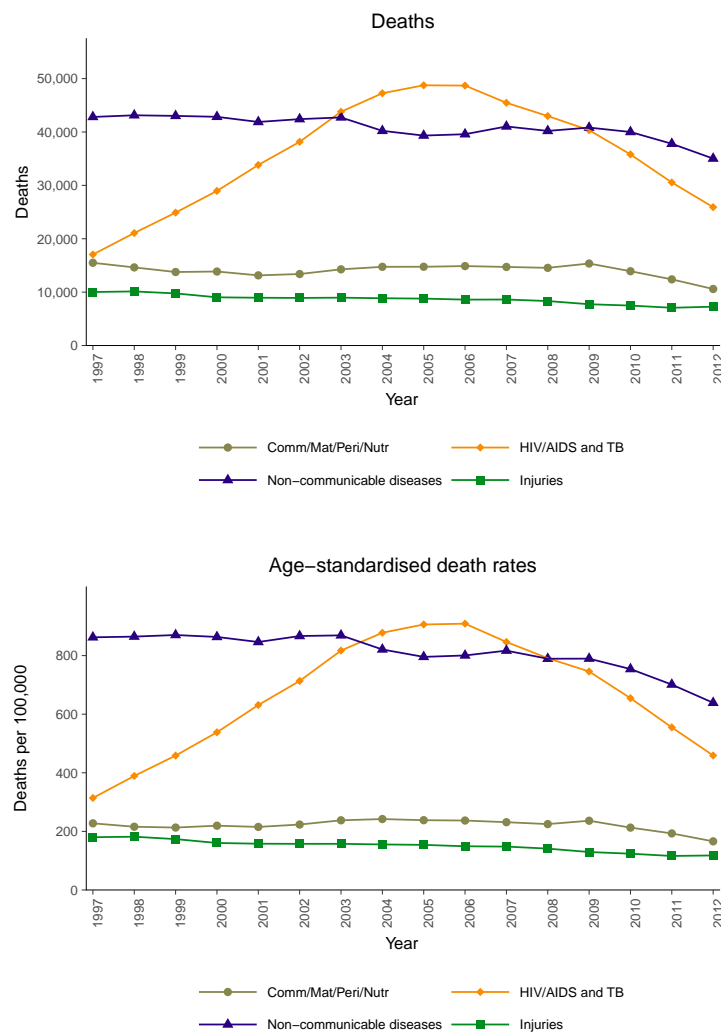 Deaths
50,000
40,000
30,000
20,000
10,000
0
Deaths
1997 1998 1999 2000 2001 2002 2003 2004 2005 2006 2007 2008 2009 2010 2011 2012
Year
Comm/Mat/Peri/Nutr HIV/AIDS and TB
Non−communicable diseases Injuries
Age−standardised death rates
800
600
400
200
0
Deaths per 100,000
1997 1998 1999 2000 2001 2002 2003 2004 2005 2006 2007 2008 2009 2010 2011 2012
Year
Comm/Mat/Peri/Nutr HIV/AIDS and TB
Non−communicable diseases Injuries